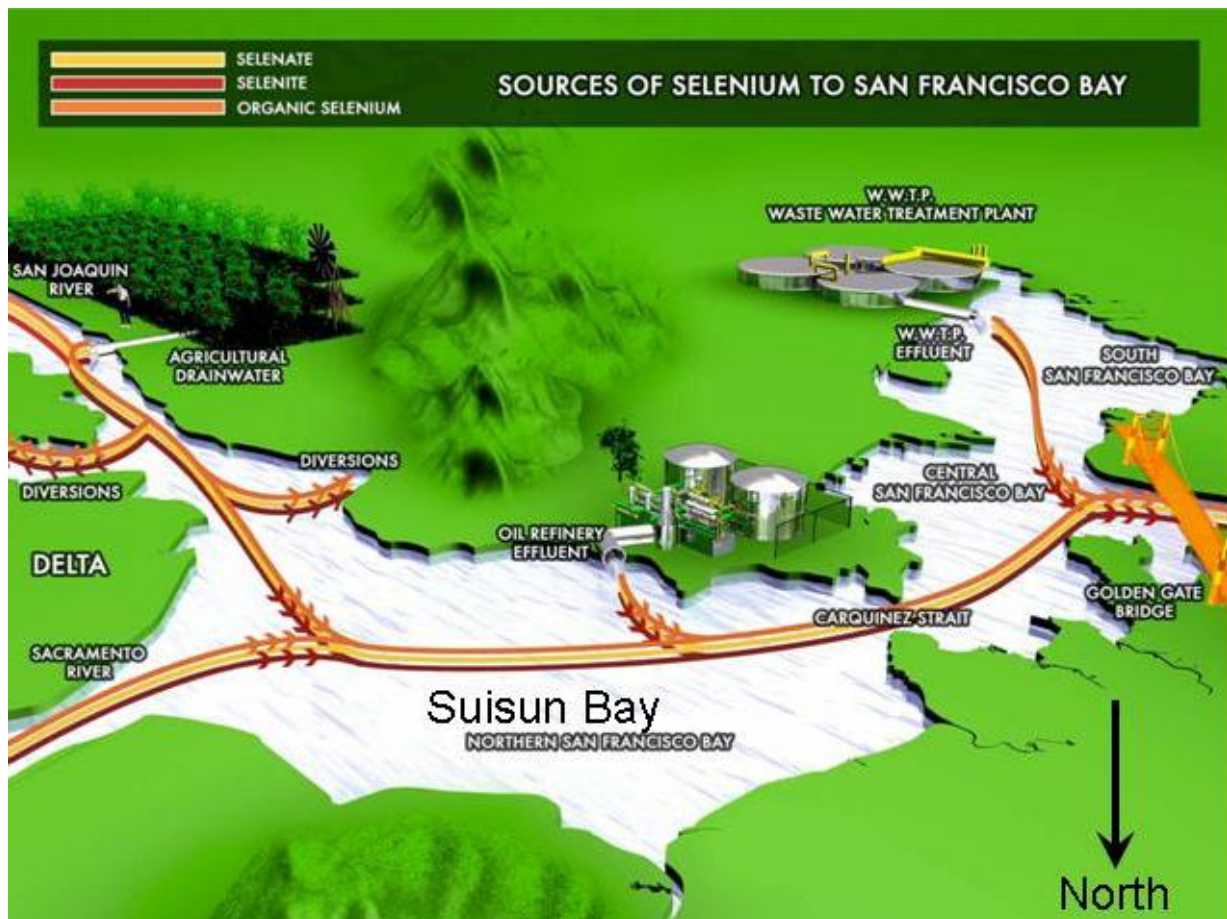 SELENATE
SELENITE
ORGANIC SELENIUM
SOURCES OF SELENIUM TO SAN FRANCISCO BAY
W.W.T.P.
WASTE WATER TREATMENT PLANT
SAN JOAQUIN
RIVER
AGRICULTURAL
DRAINWATER
W.W.T.P.
EFFLUENT
SOUTH
SAN FRANCISCO BAY
DIVERSIONS
DIVERSIONS
CENTRAL
SAN FRANCISCO BAY
OIL REFINERY
EFFLUENT
DELTA
GOLDEN GATE
BRIDGE
CARQUINEZ STRAIT
SACRAMENTO
RIVER
Suisun Bay
NORTHERN SAN FRANCISCO BAY
North